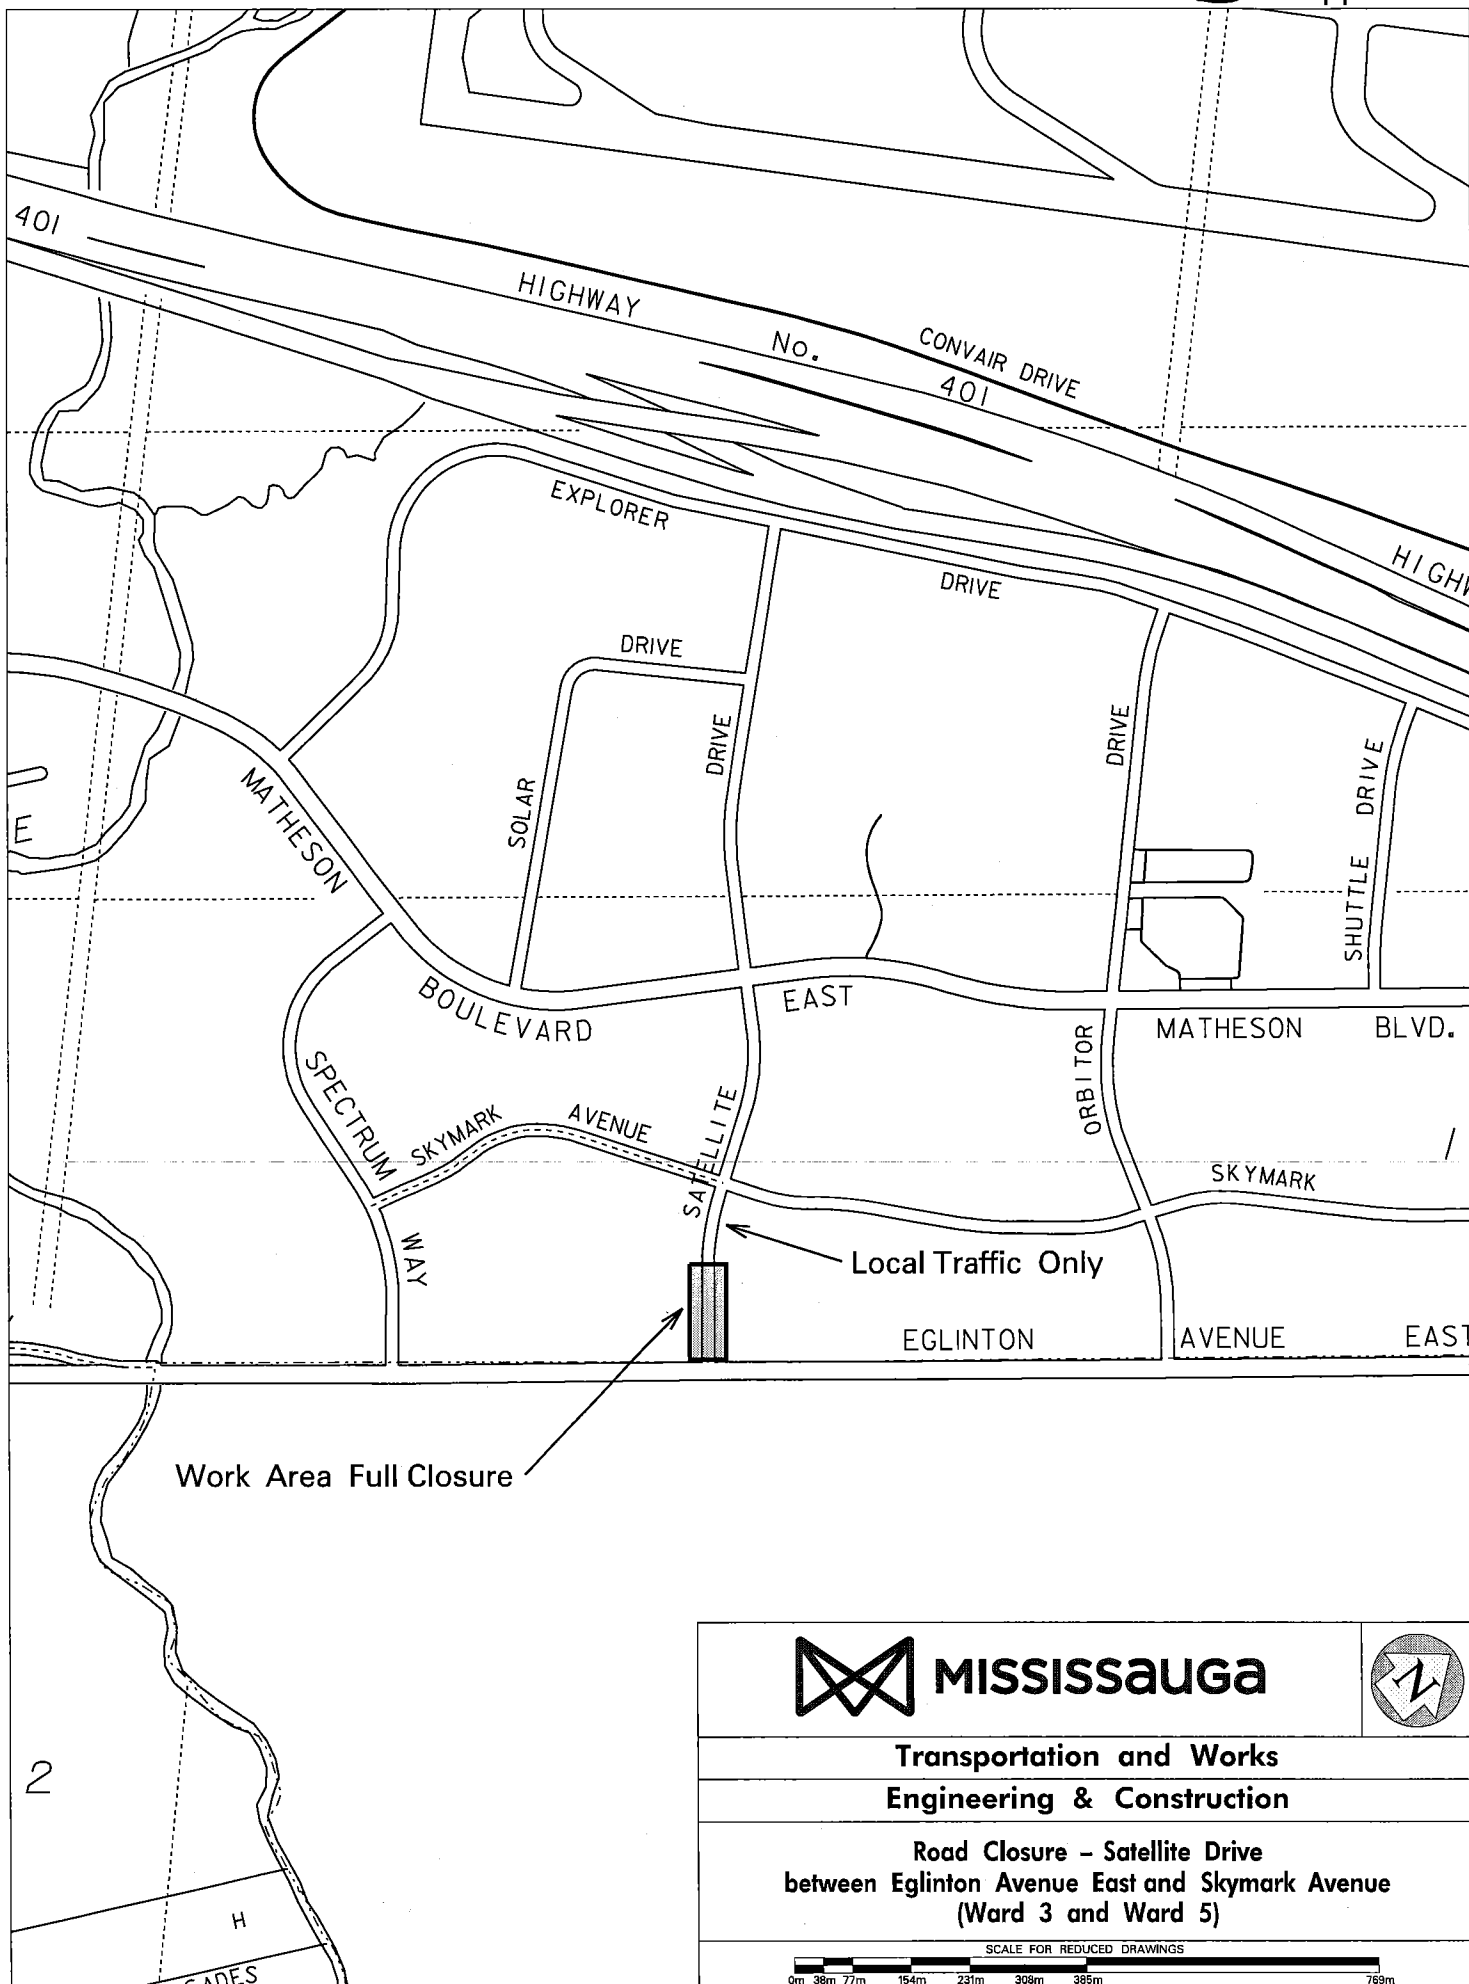 401
HIGHWAY
No.
401
CONVAIR DRIVE
EXPLORER
DRIVE
DRIVE
SOLAR
DRIVE
DRIVE
SHUTTLE DRIVE
E
MATHESON
BOULEVARD
EAST
MATHESON BLVD.
SPECTRUM
WAY
SKYMARK AVENUE
SATELLITE
ORBITOR
SKYMARK
Local Traffic Only
EGLINTON AVENUE EAST
Work Area Full Closure
2
H
MISSISSAUGA
N
Transportation and Works
Engineering & Construction
Road Closure - Satellite Drive
between Eglinton Avenue East and Skymark Avenue
(Ward 3 and Ward 5)
SCALE FOR REDUCED DRAWINGS
0m 38m 77m 154m 231m 308m 385m 769m